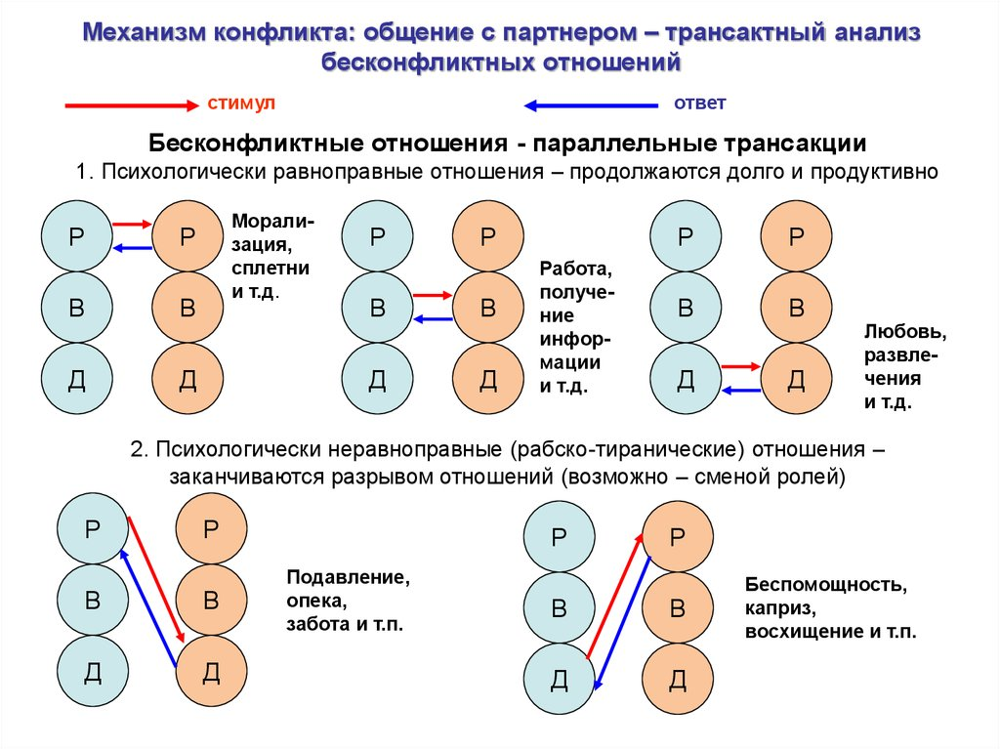 Механизм конфликта: общение с партнером – трансактный анализ
бесконфликтных отношений
стимул
ответ
Бесконфликтные отношения - параллельные трансакции
1. Психологически равноправные отношения – продолжаются долго и продуктивно
Р
Р
В
В
Д
Д
Морали-
зация,
сплетни
и т.д.
Р
Р
В
В
Д
Д
Работа,
получе-
ние
инфор-
мации
и т.д.
Р
Р
В
В
Д
Д
Любовь,
развле-
чения
и т.д.
2. Психологически неравноправные (рабско-тиранические) отношения –
заканчиваются разрывом отношений (возможно – сменой ролей)
Р
Р
В
В
Д
Д
Подавление,
опека,
забота и т.п.
Р
Р
В
В
Д
Д
Беспомощность,
каприз,
восхищение и т.п.